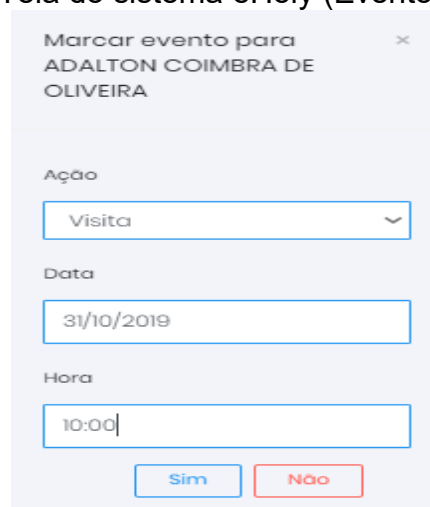 Marcar evento para
ADALTON COIMBRA DE
OLIVEIRA
×
Ação
Visita
Data
31/10/2019
Hora
10:00
Sim Não